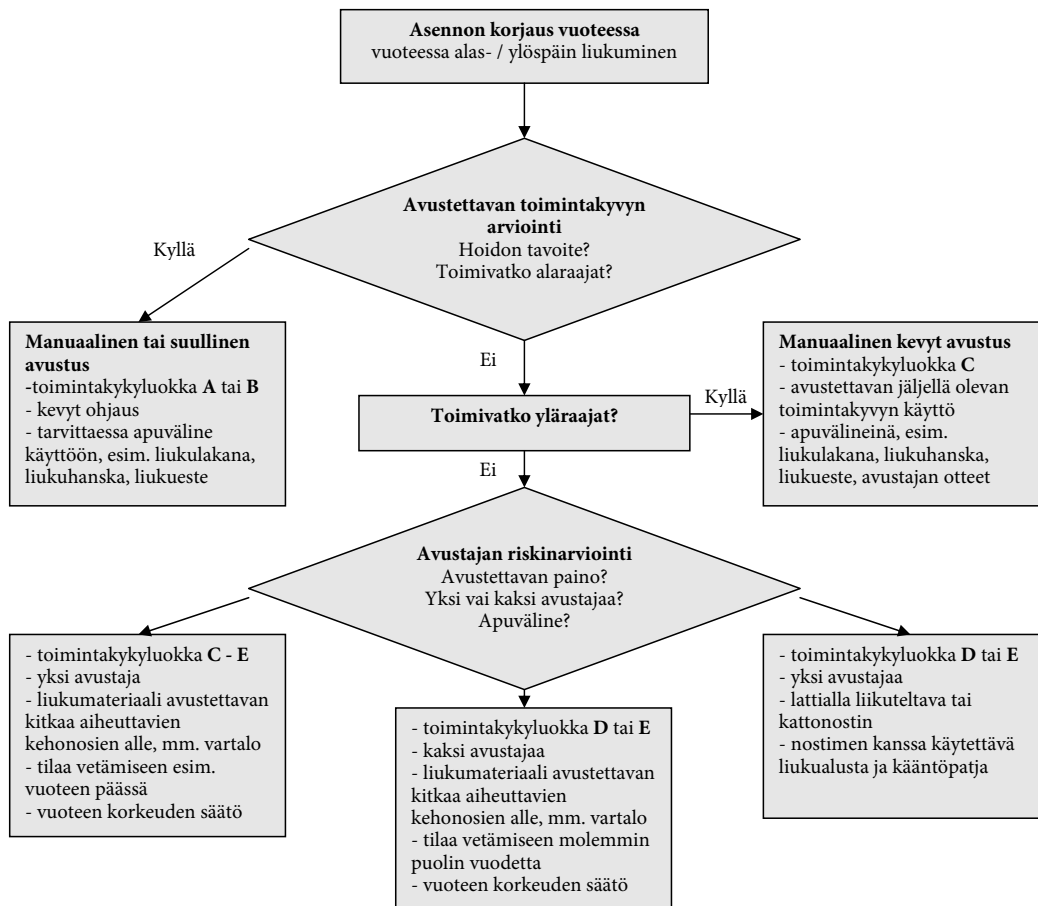 Asennon korjaus vuoteessa
vuoteessa alas- / ylöspäin liukuminen
Avustettavan toimintakyvyn
arviointi
Hoidon tavoite?
Toimivatko alaraajat?
Kyllä
Manuaalinen tai suullinen
avustus
-toimintakykyluokka A tai B
- kevyt ohjaus
- tarvittaessa apuväline
käyttöön, esim. liukulakana,
liukuhanska, liukueste
Ei
Toimivatko yläraajat?
Kyllä
Manuaalinen kevyt avustus
- toimintakykyluokka C
- avustettavan jäljellä olevan
toimintakyvyn käyttö
- apuvälineinä, esim.
liukulakana, liukuhanska,
liukueste, avustajan otteet
Ei
Avustajan riskinarviointi
Avustettavan paino?
Yksi vai kaksi avustajaa?
Apuväline?
- toimintakykyluokka C - E
- yksi avustaja
- liukumateriaali avustettavan
kitkaa aiheuttavien
kehonosien alle, mm. vartalo
- tilaa vetämiseen esim.
vuoteen päässä
- vuoteen korkeuden säätö
- toimintakykyluokka D tai E
- kaksi avustajaa
- liukumateriaali avustettavan
kitkaa aiheuttavien
kehonosien alle, mm. vartalo
- tilaa vetämiseen molemmin
puolin vuodetta
- vuoteen korkeuden säätö
- toimintakykyluokka D tai E
- yksi avustajaa
- lattialla liikuteltava tai
kattonostin
- nostimen kanssa käytettävä
liukualusta ja kääntöpatja